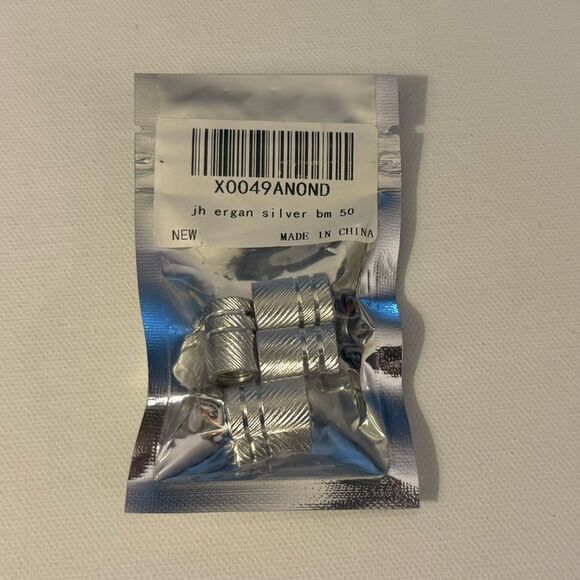 X0049ANOND
jh ergan silver bm 50
NEW MADE IN CHINA